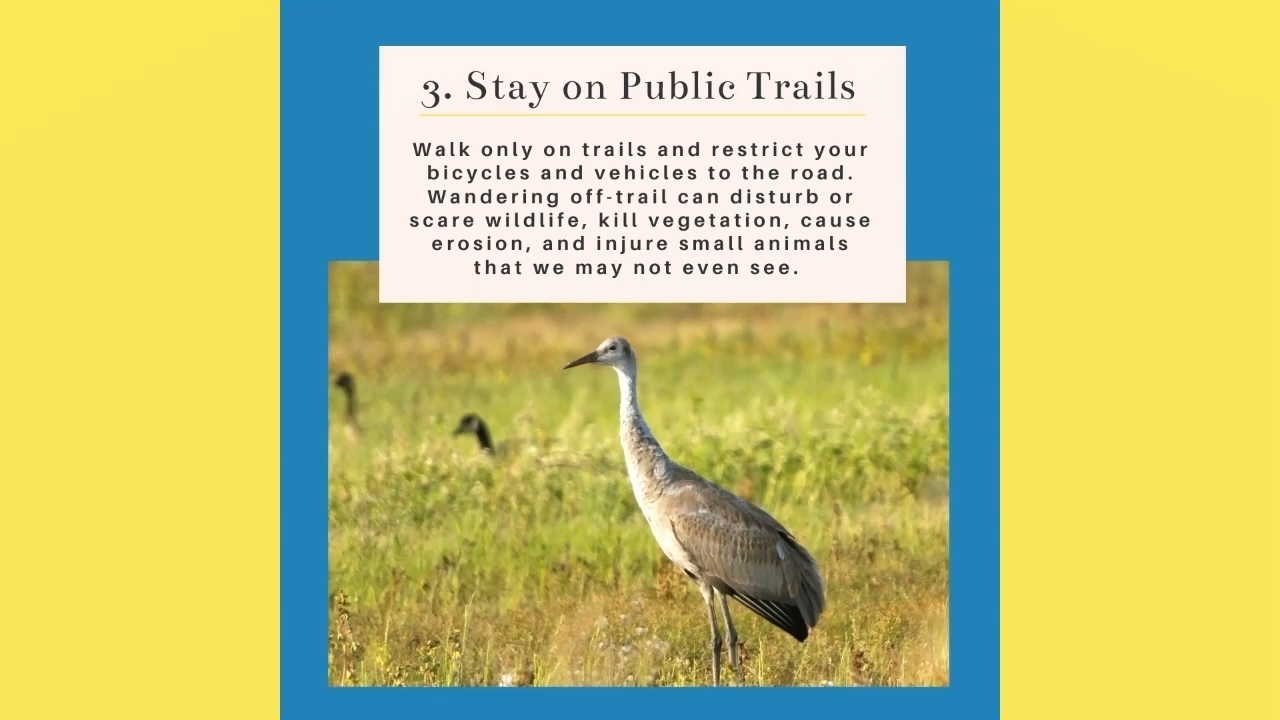 3. Stay on Public Trails
Walk only on trails and restrict your
bicycles and vehicles to the road.
Wandering off-trail can disturb or
scare wildlife, kill vegetation, cause
erosion, and injure small animals
that we may not even see.